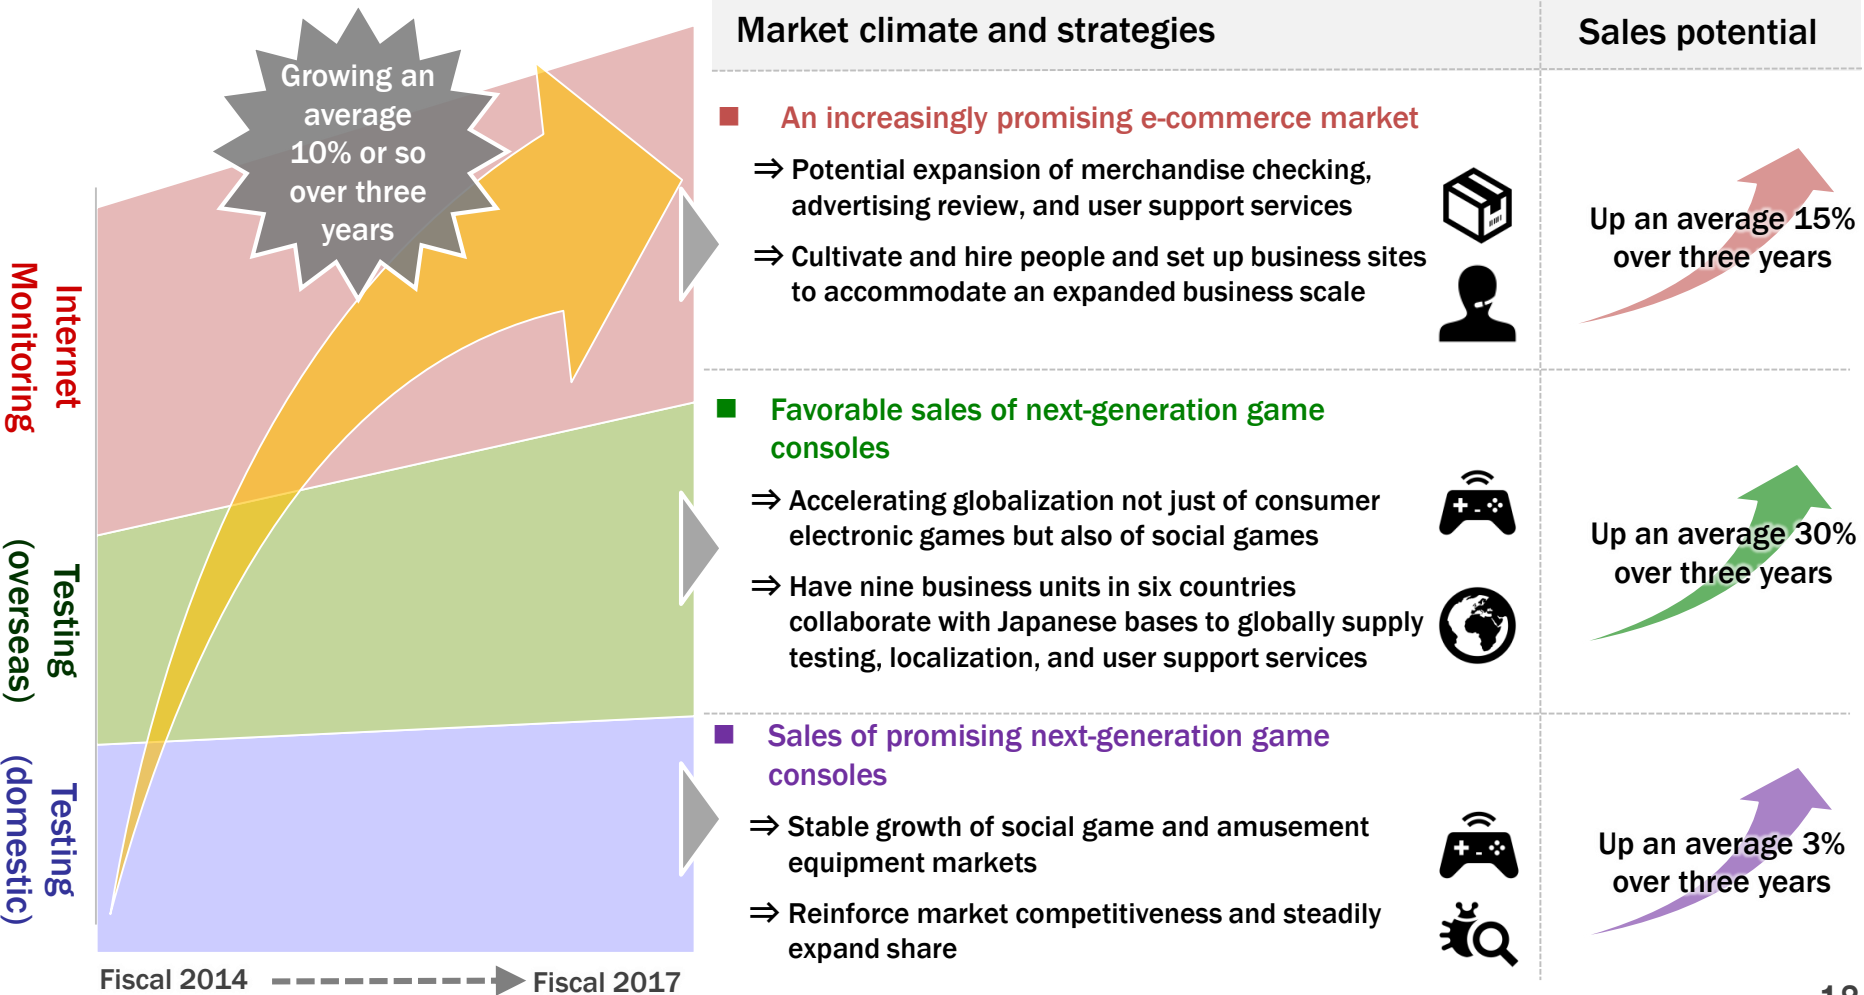 Growing an
average
10% or so
over three
years
Internet
Monitoring
Testing
(overseas)
Testing
(domestic)
Fiscal 2014
Fiscal 2017
Market climate and strategies
Sales potential
■ An increasingly promising e-commerce market
⇒ Potential expansion of merchandise checking,
advertising review, and user support services
⇒ Cultivate and hire people and set up business sites
to accommodate an expanded business scale
Up an average 15%
over three years
■ Favorable sales of next-generation game
consoles
⇒ Accelerating globalization not just of consumer
electronic games but also of social games
⇒ Have nine business units in six countries
collaborate with Japanese bases to globally supply
testing, localization, and user support services
Up an average 30%
over three years
■ Sales of promising next-generation game
consoles
⇒ Stable growth of social game and amusement
equipment markets
⇒ Reinforce market competitiveness and steadily
expand share
Up an average 3%
over three years